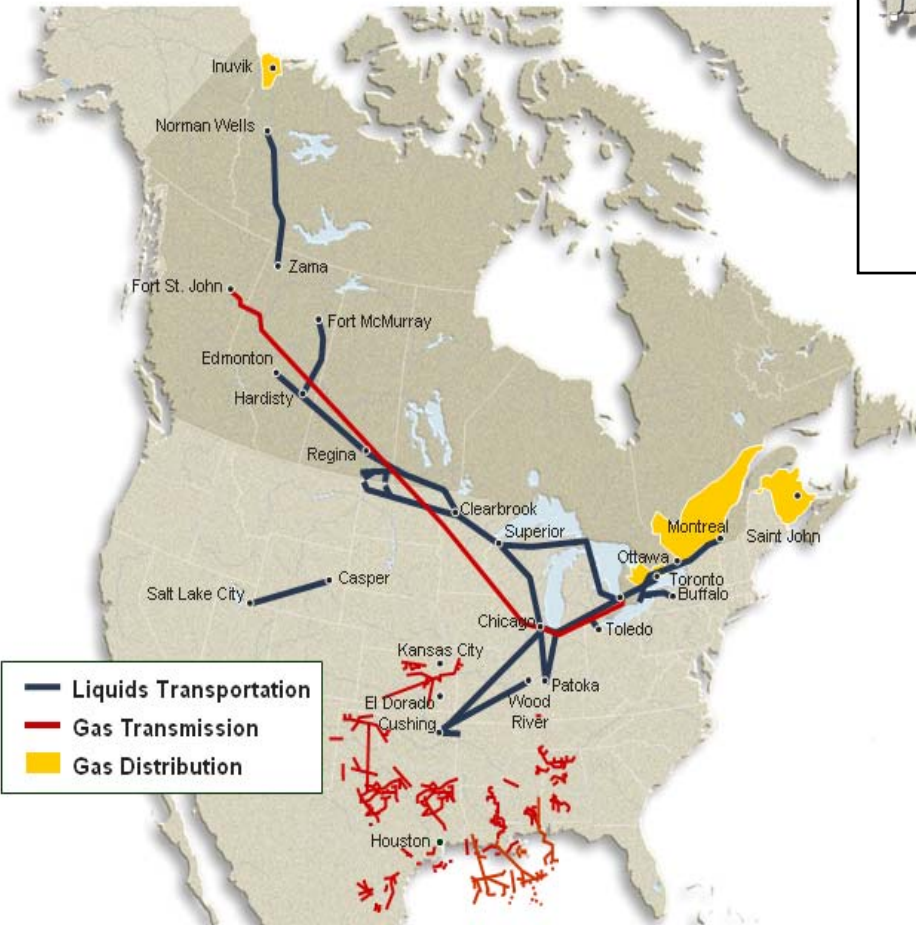 Inuvik
Norman Wells
Zama
Fort St. John
Fort McMurray
Edmonton
Hardisty
Regina
Clearbrook
Superior
Montreal
Saint John
Ottawa
Toronto
Buffalo
Casper
Salt Lake City
Chicago
Toledo
Kansas City
Patoka
El Dorado
Wood
River
Cushing
Liquids Transportation
Gas Transmission
Gas Distribution
Houston